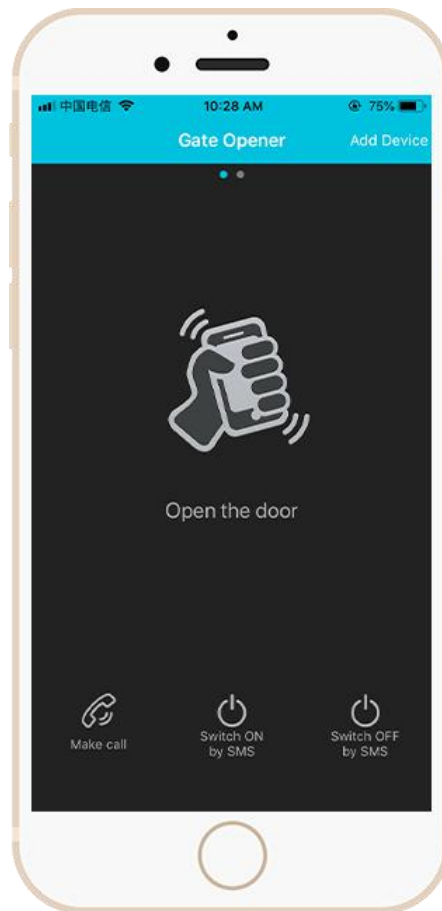 中国电信 10:28 AM 75%
Gate Opener Add Device
Open the door
Make call
Switch ON
by SMS
Switch OFF
by SMS